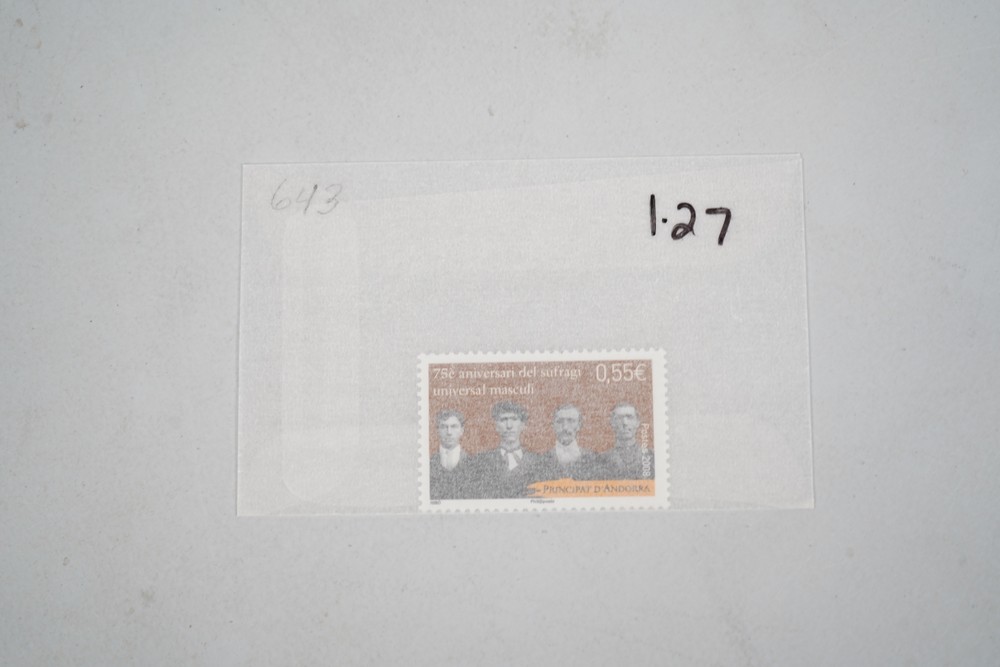 643
1.27
75è aniversari del sufragi
universal masculí
0,55€
Postes 2008
PRINCIPAT D'ANDORRA